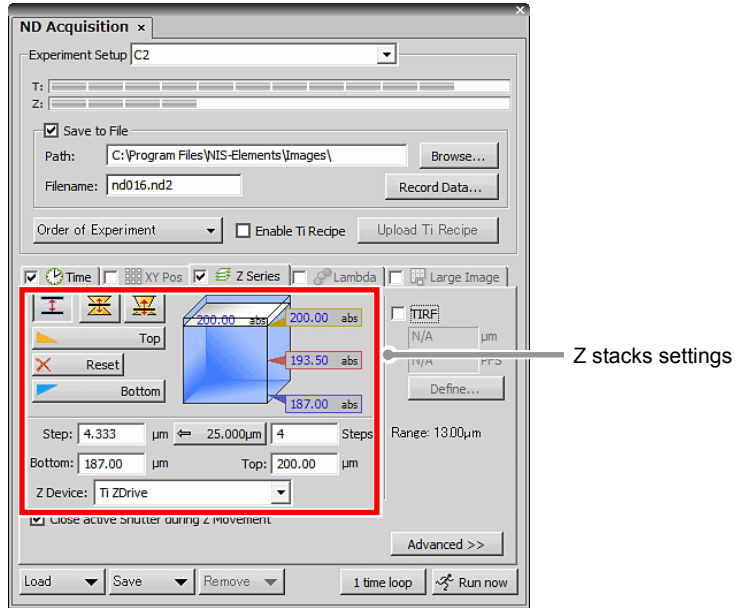 ND Acquisition ×
Experiment Setup C2
T:
Z:
Save to File
Path: C:\Program Files\NIS-Elements\Images\ Browse...
Filename: nd016.nd2 Record Data...
Order of Experiment Enable Ti Recipe Upload Ti Recipe
Time XY Pos Z Series Lambda Large Image
200.00 abs 200.00 abs TIRF
Top N/A µm
Reset 193.50 abs N/A PFS Z stacks settings
Bottom Define...
187.00 abs
Step: 4.333 µm 25.000µm 4 Steps Range: 13.00µm
Bottom: 187.00 µm Top: 200.00 µm
Z Device: Ti ZDrive
Close active Shutter during Z Movement
Advanced >>
Load Save Remove 1 time loop Run now